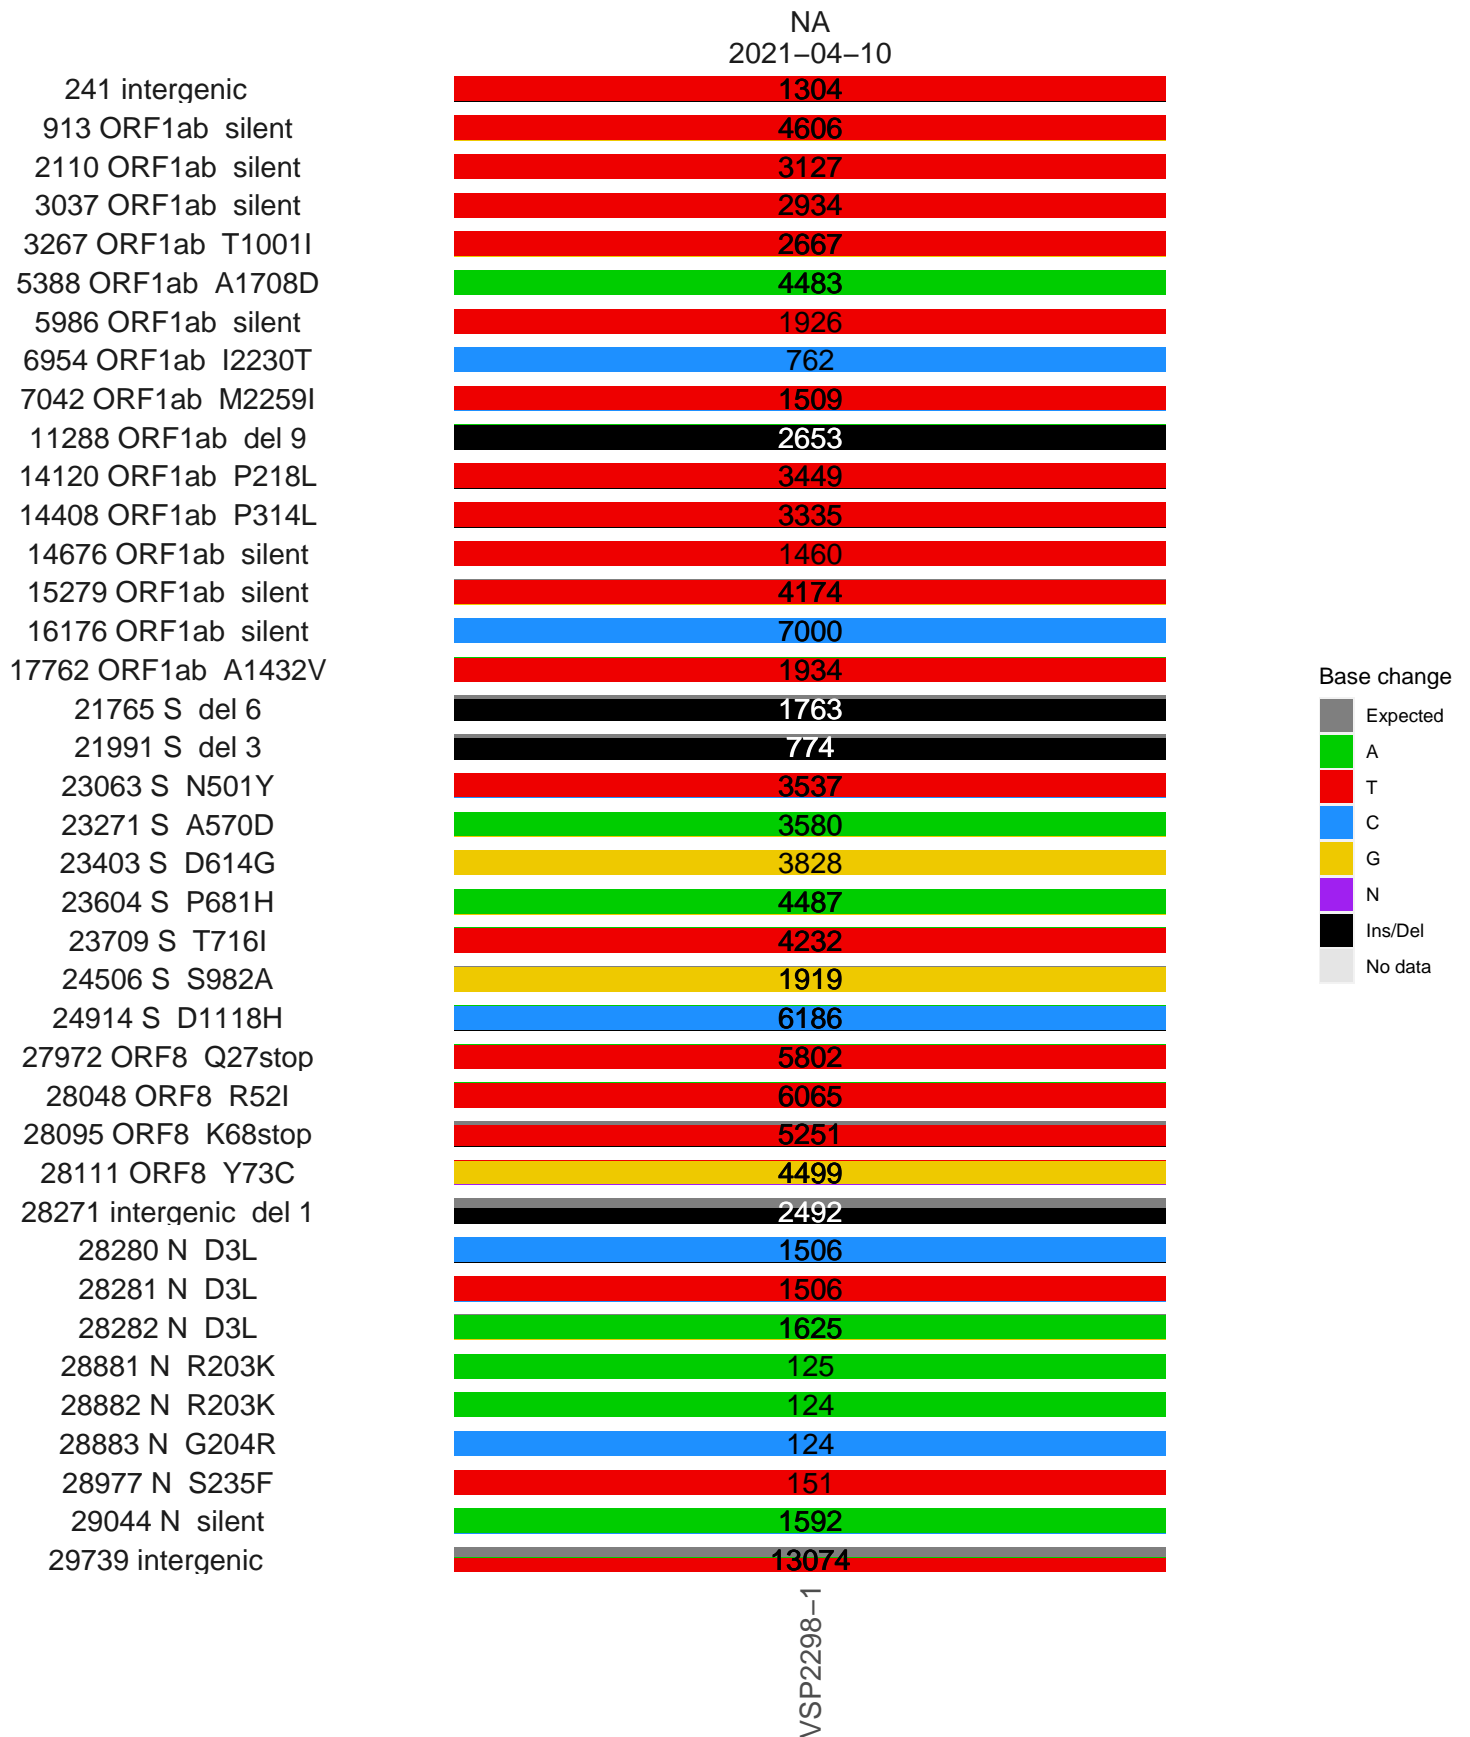 NA
2021−04−10
241 intergenic 1304
913 ORF1ab silent 4606
2110 ORF1ab silent 3127
3037 ORF1ab silent 2934
3267 ORF1ab T1001I 2667
5388 ORF1ab A1708D 4483
5986 ORF1ab silent 1926
6954 ORF1ab I2230T 762
7042 ORF1ab M2259I 1509
11288 ORF1ab del 9 2653
14120 ORF1ab P218L 3449
14408 ORF1ab P314L 3335
14676 ORF1ab silent 1460
15279 ORF1ab silent 4174
16176 ORF1ab silent 7000
17762 ORF1ab A1432V 1934
21765 S del 6 1763
21991 S del 3 774
23063 S N501Y 3537
23271 S A570D 3580
23403 S D614G 3828
23604 S P681H 4487
23709 S T716I 4232
24506 S S982A 1919
24914 S D1118H 6186
27972 ORF8 Q27stop 5802
28048 ORF8 R52I 6065
28095 ORF8 K68stop 5251
28111 ORF8 Y73C 4499
28271 intergenic del 1 2492
28280 N D3L 1506
28281 N D3L 1506
28282 N D3L 1625
28881 N R203K 125
28882 N R203K 124
28883 N G204R 124
28977 N S235F 151
29044 N silent 1592
29739 intergenic 13074
VSP2298−1
Base change
Expected
A
T
C
G
N
Ins/Del
No data